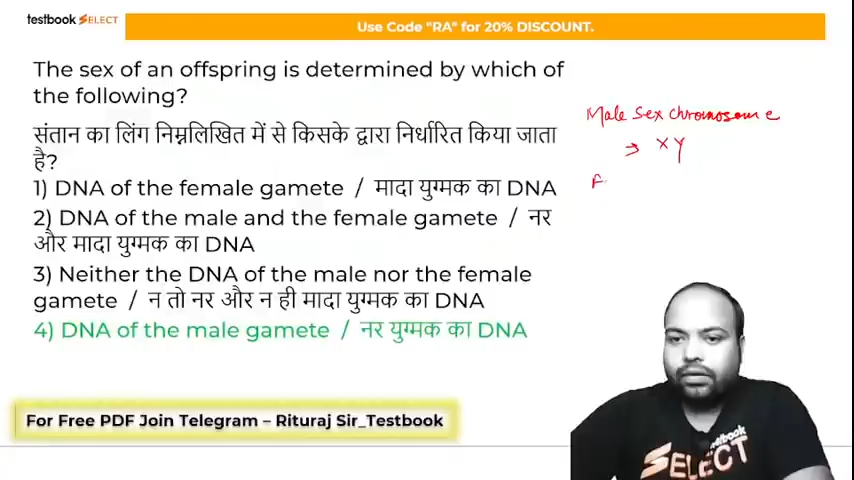 testbook SELECT
Use Code "RA" for 20% DISCOUNT.
The sex of an offspring is determined by which of
the following?
संतान का लिंग निम्नलिखित में से किसके द्वारा निर्धारित किया जाता
है?
1) DNA of the female gamete / मादा युग्मक का DNA
2) DNA of the male and the female gamete / नर
और मादा युग्मक का DNA
3) Neither the DNA of the male nor the female
gamete / न तो नर और न ही मादा युग्मक का DNA
4) DNA of the male gamete / नर युग्मक का DNA
Male Sex chromosome
→ XY
F
For Free PDF Join Telegram – Rituraj Sir_Testbook
testbook
SELECT